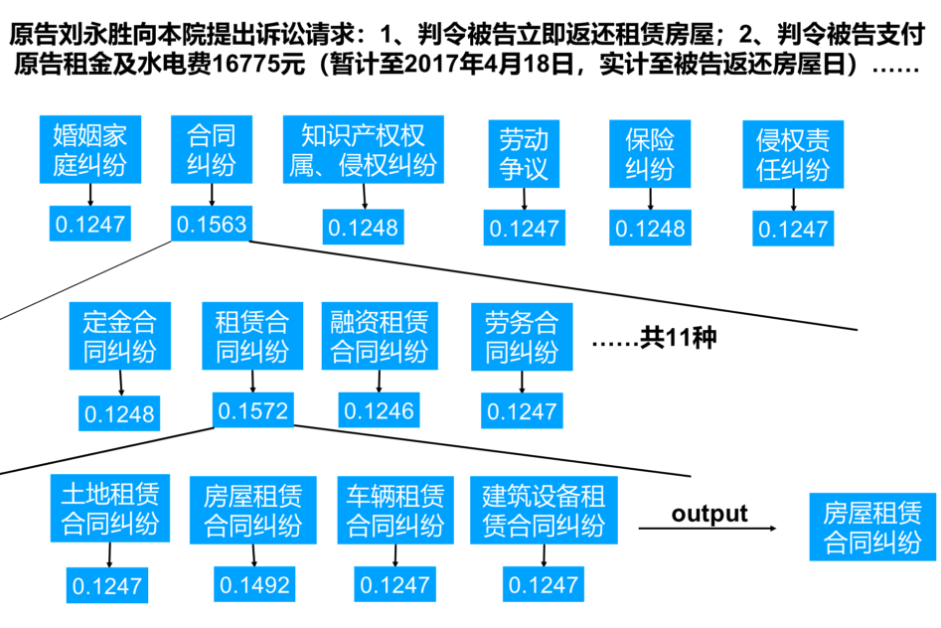 原告刘永胜向本院提出诉讼请求：1、判令被告立即返还租赁房屋；2、判令被告支付
原告租金及水电费16775元（暂计至2017年4月18日，实计至被告返还房屋日）……
婚姻家
庭纠纷
合同
纠纷
知识产权权
属、侵权纠纷
劳动
争议
保险
纠纷
侵权责
任纠纷
0.1247
0.1563
0.1248
0.1247
0.1248
0.1247
定金合
同纠纷
租赁合
同纠纷
融资租赁
合同纠纷
劳务合
同纠纷
……共11种
0.1248
0.1572
0.1246
0.1247
土地租赁
合同纠纷
房屋租赁
合同纠纷
车辆租赁
合同纠纷
建筑设备租
赁合同纠纷
output
房屋租赁
合同纠纷
0.1247
0.1492
0.1247
0.1247